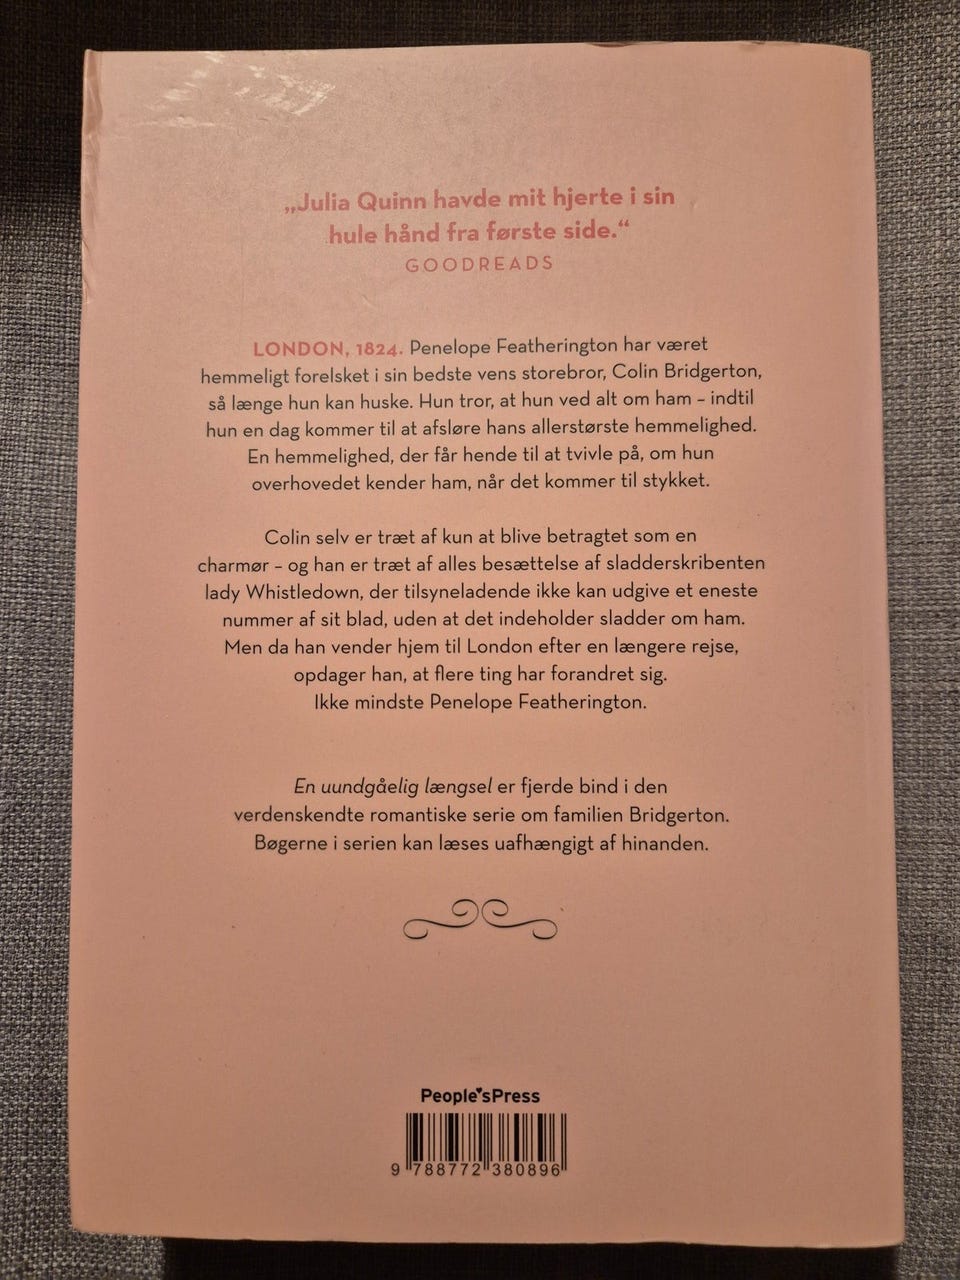 „Julia Quinn havde mit hjerte i sin
hule hånd fra første side.“
GOODREADS
LONDON, 1824. Penelope Featherington har været
hemmeligt forelsket i sin bedste vens storebror, Colin Bridgerton,
så længe hun kan huske. Hun tror, at hun ved alt om ham – indtil
hun en dag kommer til at afsløre hans allerstørste hemmelighed.
En hemmelighed, der får hende til at tvivle på, om hun
overhovedet kender ham, når det kommer til stykket.
Colin selv er træt af kun at blive betragtet som en
charmør – og han er træt af alles besættelse af sladderskribenten
lady Whistledown, der tilsyneladende ikke kan udgive et eneste
nummer af sit blad, uden at det indeholder sladder om ham.
Men da han vender hjem til London efter en længere rejse,
opdager han, at flere ting har forandret sig.
Ikke mindste Penelope Featherington.
En uundgåelig længsel er fjerde bind i den
verdenskendte romantiske serie om familien Bridgerton.
Bøgerne i serien kan læses uafhængigt af hinanden.
People'sPress
9 788772 380896